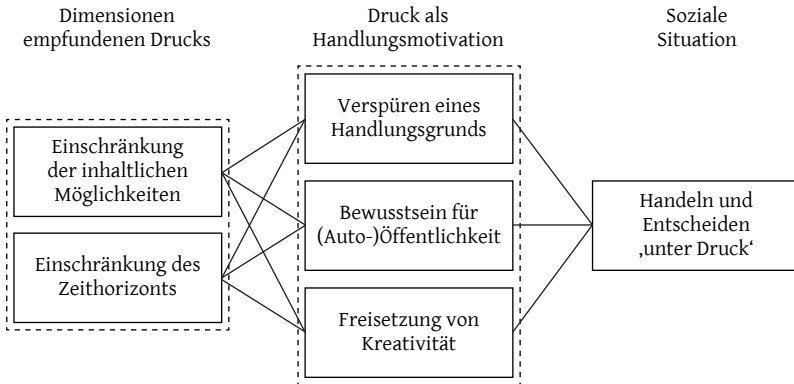 Dimensionen
empfundenen Drucks
Druck als
Handlungsmotivation
Soziale
Situation
Einschränkung
der inhaltlichen
Möglichkeiten
Einschränkung des
Zeithorizonts
Verspüren eines
Handlungsgrunds
Bewusstsein für
(Auto-)Öffentlichkeit
Freisetzung von
Kreativität
Handeln und
Entscheiden
‚unter Druck‘